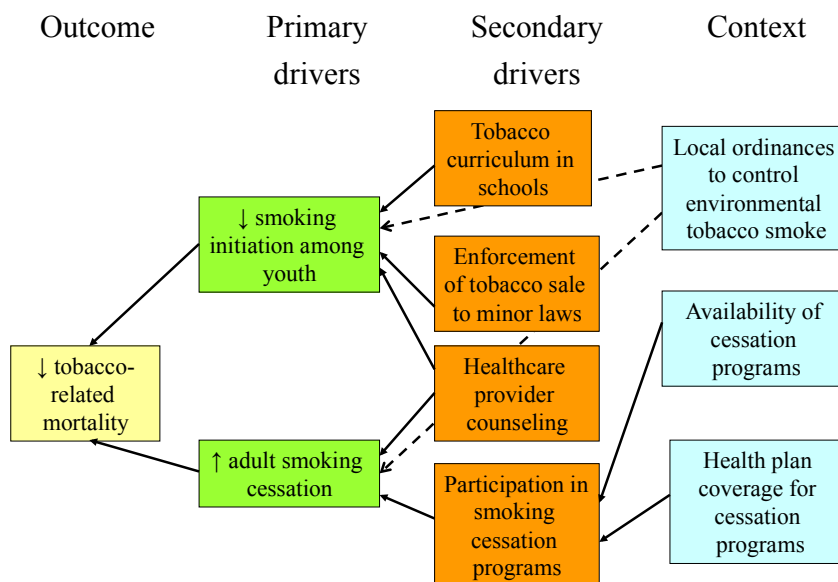 Outcome
Primary
drivers
Secondary
drivers
Context
Tobacco
curriculum in
schools
Local ordinances
to control
environmental
tobacco smoke
↓ smoking
initiation among
youth
Enforcement
of tobacco sale
to minor laws
Availability of
cessation
programs
↓ tobacco-
related
mortality
Healthcare
provider
counseling
↑ adult smoking
cessation
Participation in
smoking
cessation
programs
Health plan
coverage for
cessation
programs